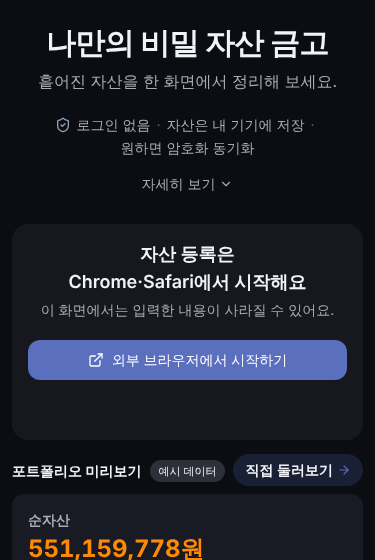 나만의 비밀 자산 금고
흩어진 자산을 한 화면에서 정리해 보세요.
로그인 없음 · 자산은 내 기기에 저장 ·
원하면 암호화 동기화
자세히 보기
자산 등록은
Chrome·Safari에서 시작해요
이 화면에서는 입력한 내용이 사라질 수 있어요.
외부 브라우저에서 시작하기
포트폴리오 미리보기 예시 데이터 직접 둘러보기 →
순자산
551,159,778원